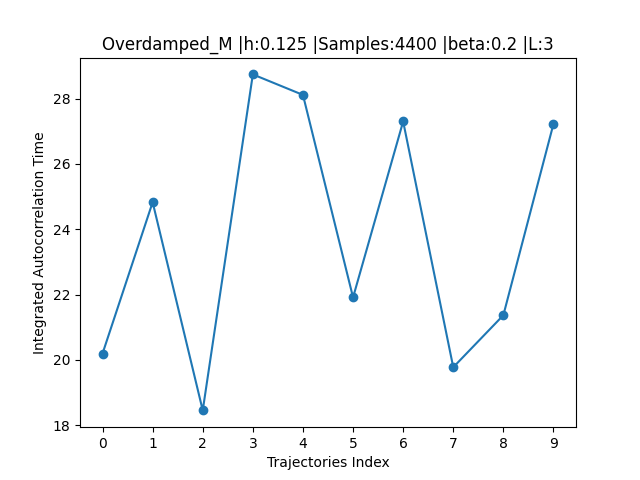 Overdamped_M |h:0.125 |Samples:4400 |beta:0.2 |L:3
Integrated Autocorrelation Time
28
26
24
22
20
18
0 1 2 3 4 5 6 7 8 9
Trajectories Index